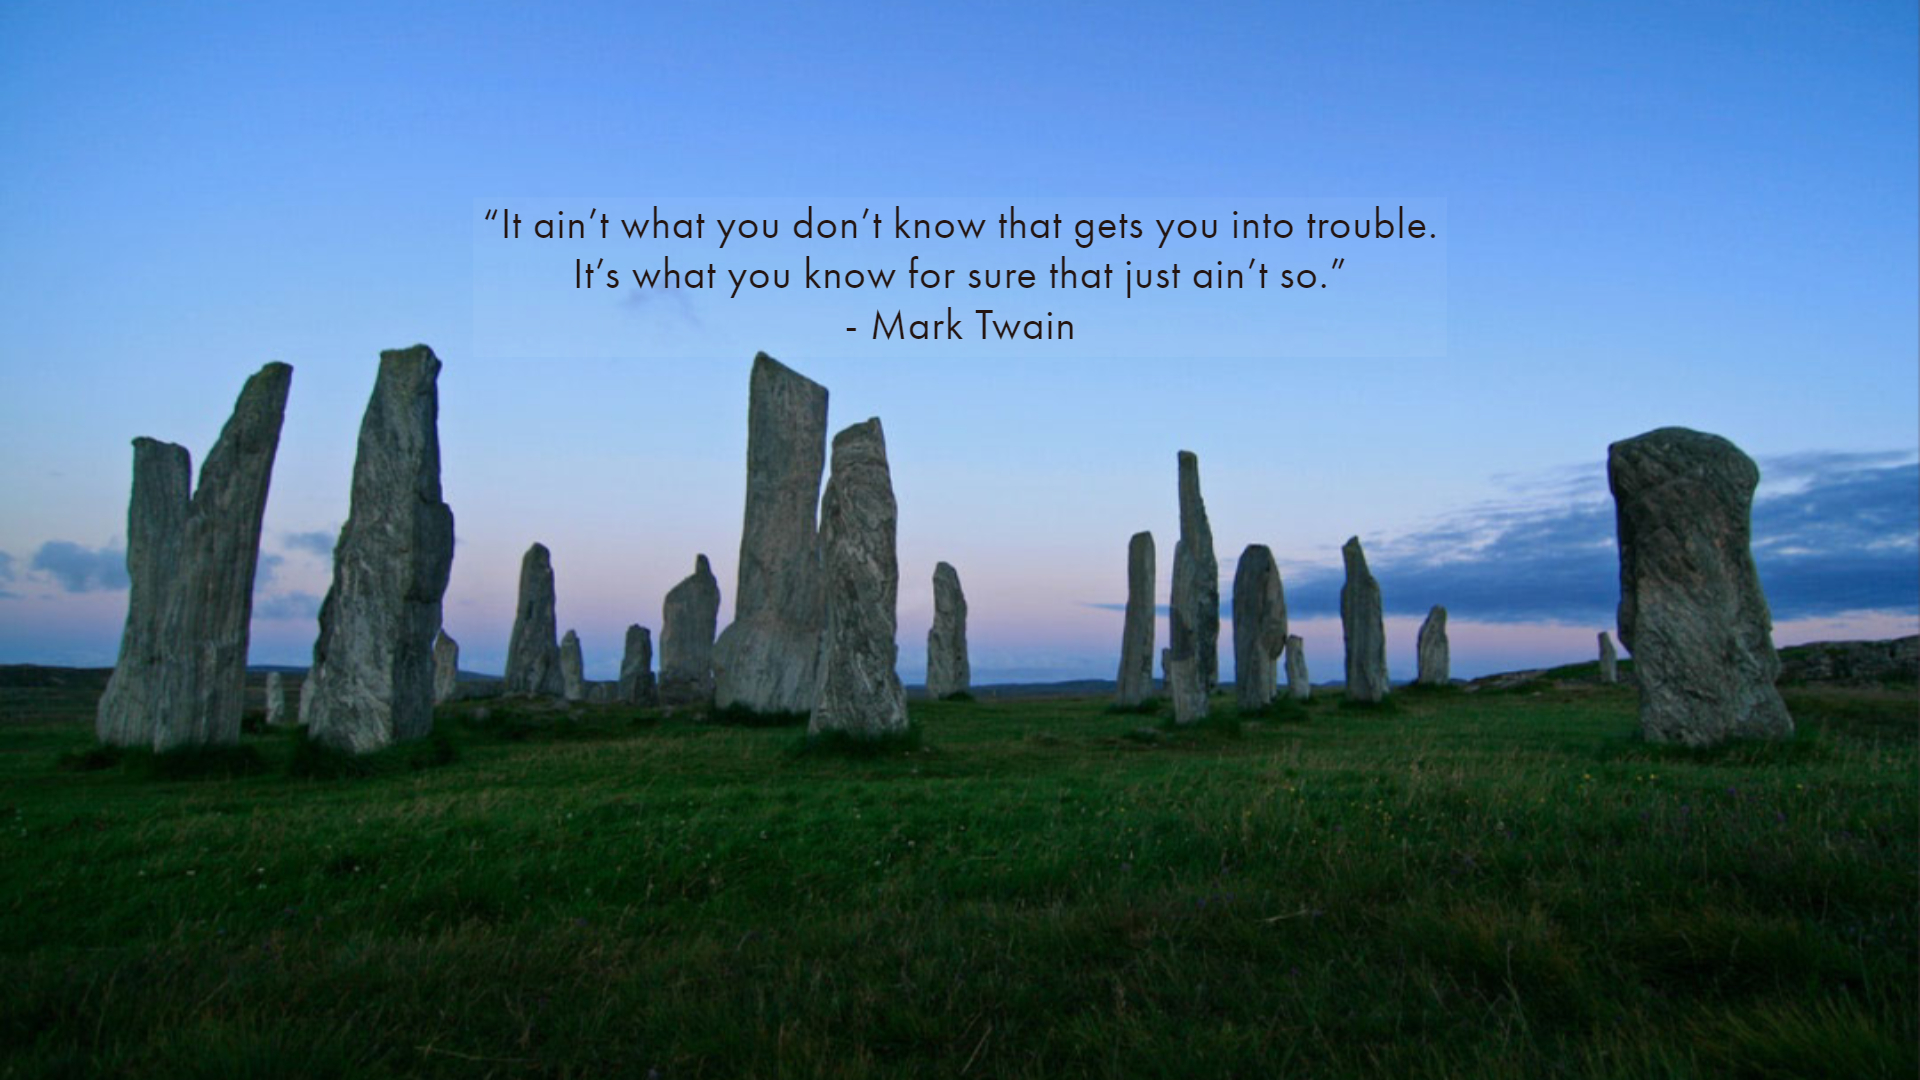 “It ain’t what you don’t know that gets you into trouble.
It’s what you know for sure that just ain’t so.”
- Mark Twain